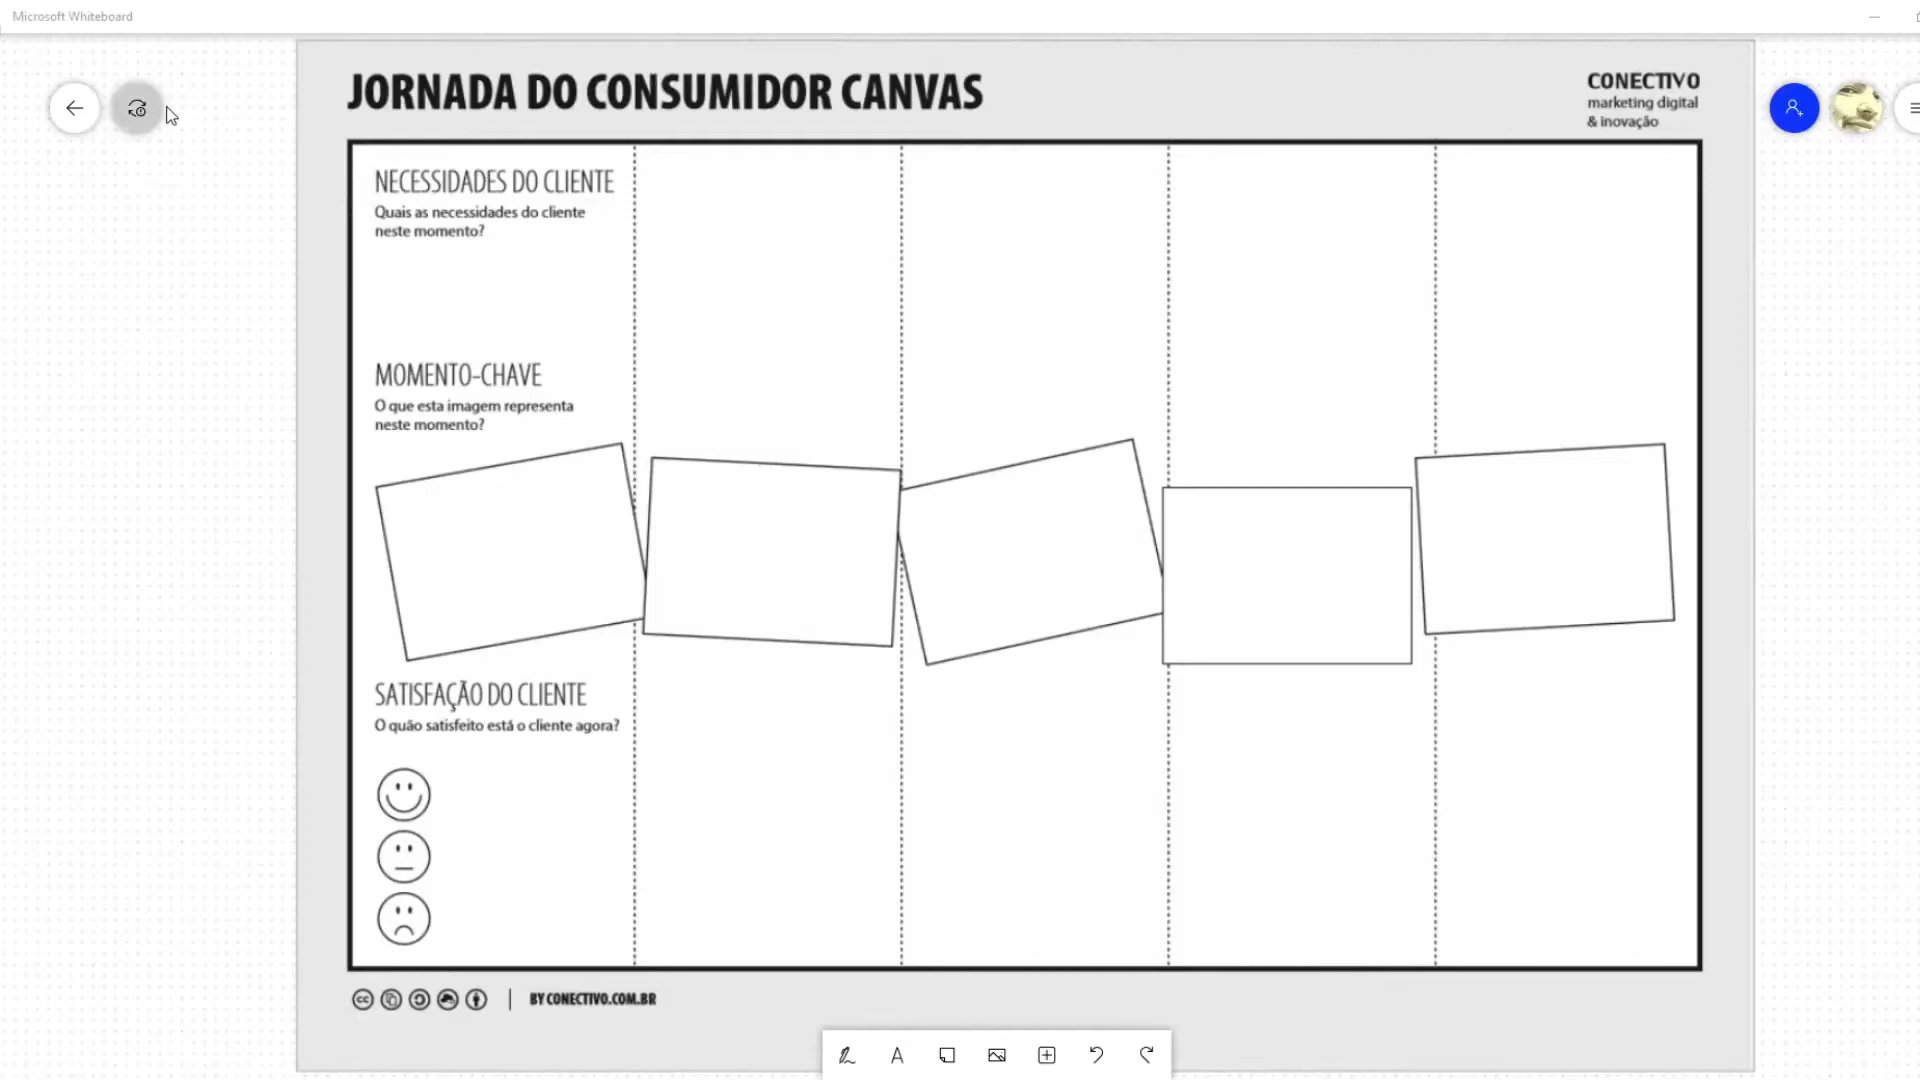 Microsoft Whiteboard
JORNADA DO CONSUMIDOR CANVAS
CONECTIVO
marketing digital
& inovação
NECESSIDADES DO CLIENTE
Quais as necessidades do cliente
neste momento?
MOMENTO-CHAVE
O que esta imagem representa
neste momento?
SATISFAÇÃO DO CLIENTE
O quão satisfeito está o cliente agora?
cc
BY CONECTIVO.COM.BR